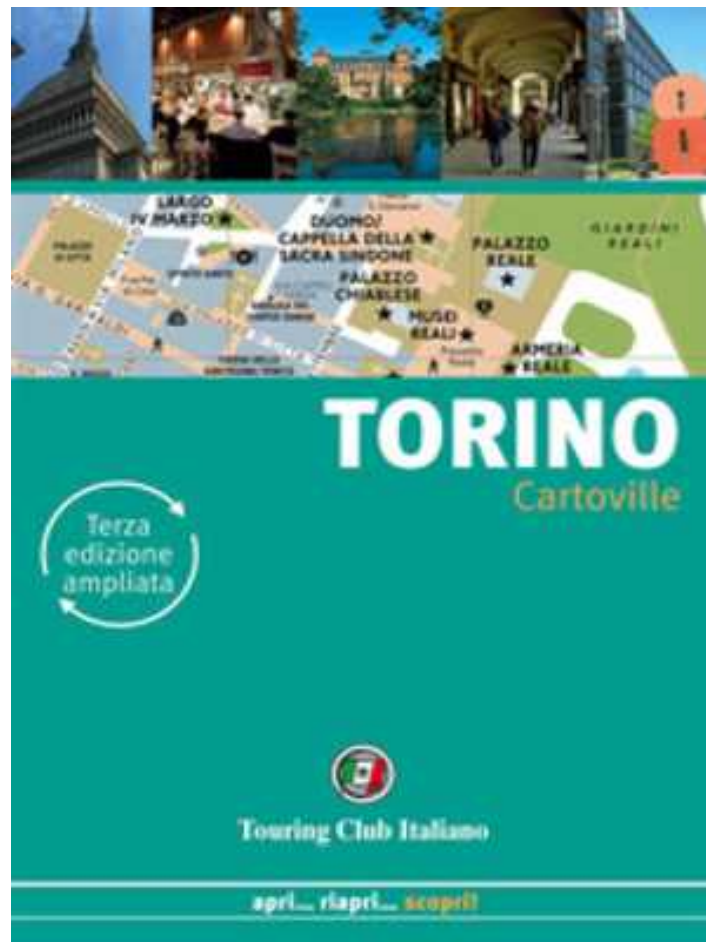 LARGO
IV MARZO
DUOMO/
CAPPELLA DELLA
SACRA SINDONE
PALAZZO
REALE
GIARDINI
REALI
PALAZZO
CHIABLESE
MUSEI
REALI
ARMERIA
REALE
TORINO
Cartoville
Terza
edizione
ampliata
Touring Club Italiano
apri... riapri... scopri!